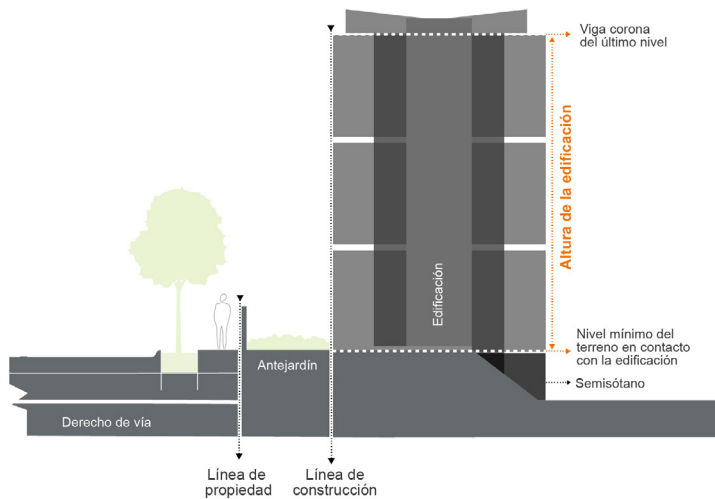 Viga corona
del último nivel
Altura de la edificación
Edificación
Nivel mínimo del
terreno en contacto
con la edificación
Antejardín
Semisótano
Derecho de vía
Línea de
propiedad
Línea de
construcción